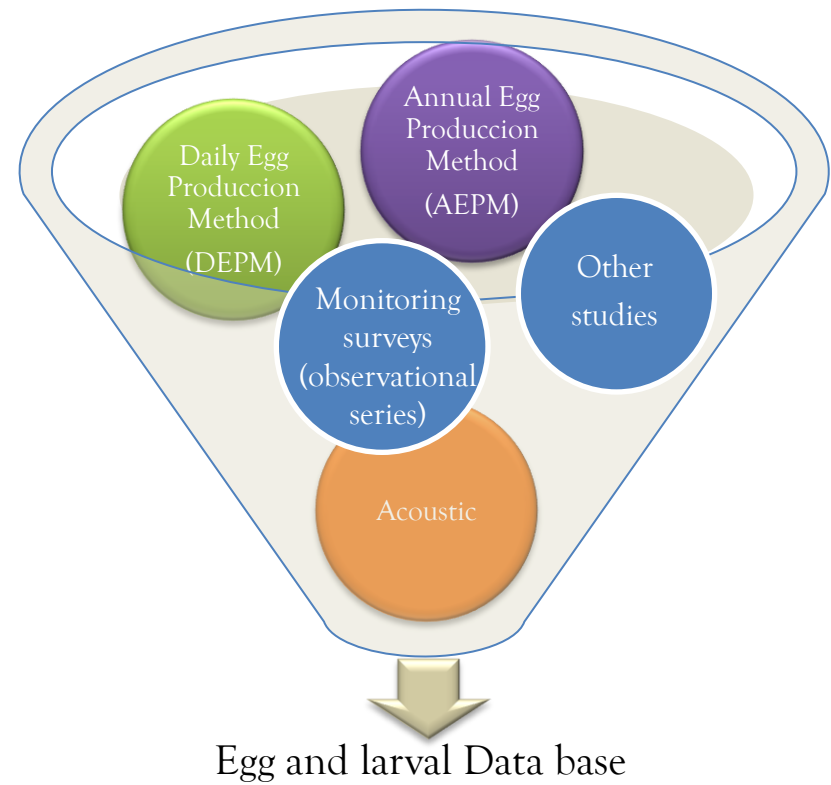 Annual Egg
Produccion
Method
(AEPM)
Daily Egg
Produccion
Method
(DEPM)
Other
studies
Monitoring
surveys
(observational
series)
Acoustic
Egg and larval Data base